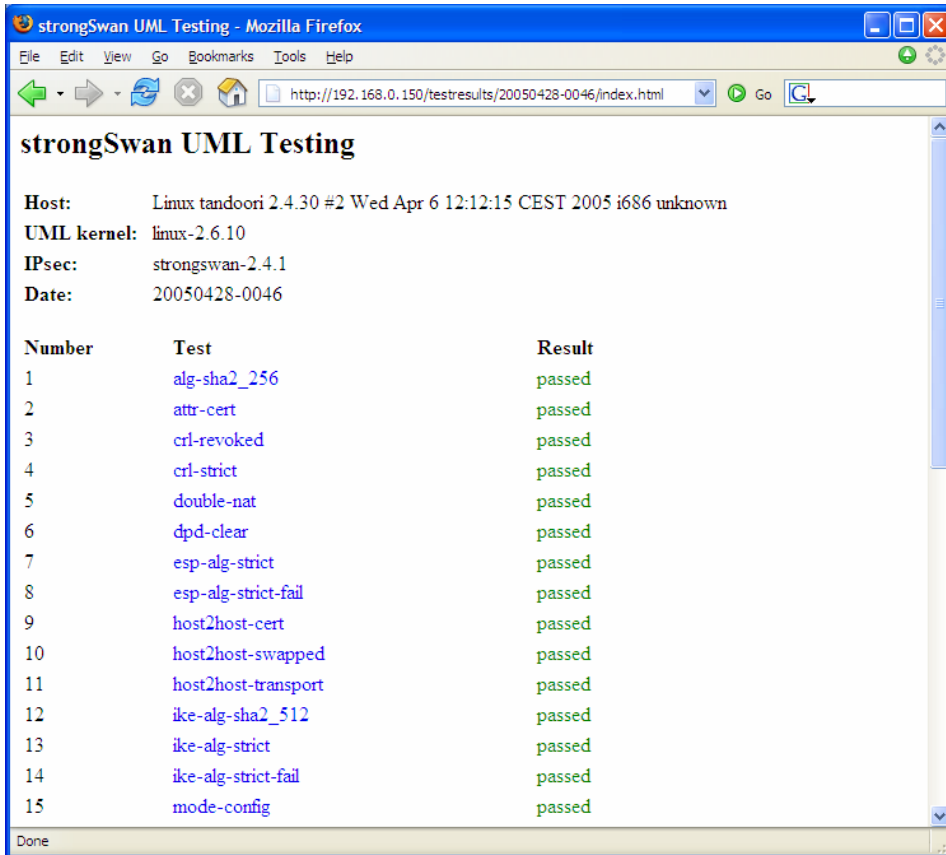 strongSwan UML Testing - Mozilla Firefox
File Edit View Go Bookmarks Tools Help
http://192.168.0.150/testresults/20050428-0046/index.html Go G
strongSwan UML Testing
Host: Linux tandoori 2.4.30 #2 Wed Apr 6 12:12:15 CEST 2005 i686 unknown
UML kernel: linux-2.6.10
IPsec: strongswan-2.4.1
Date: 20050428-0046
Number Test Result
1 alg-sha2_256 passed
2 attr-cert passed
3 crl-revoked passed
4 crl-strict passed
5 double-nat passed
6 dpd-clear passed
7 esp-alg-strict passed
8 esp-alg-strict-fail passed
9 host2host-cert passed
10 host2host-swapped passed
11 host2host-transport passed
12 ike-alg-sha2_512 passed
13 ike-alg-strict passed
14 ike-alg-strict-fail passed
15 mode-config passed
Done